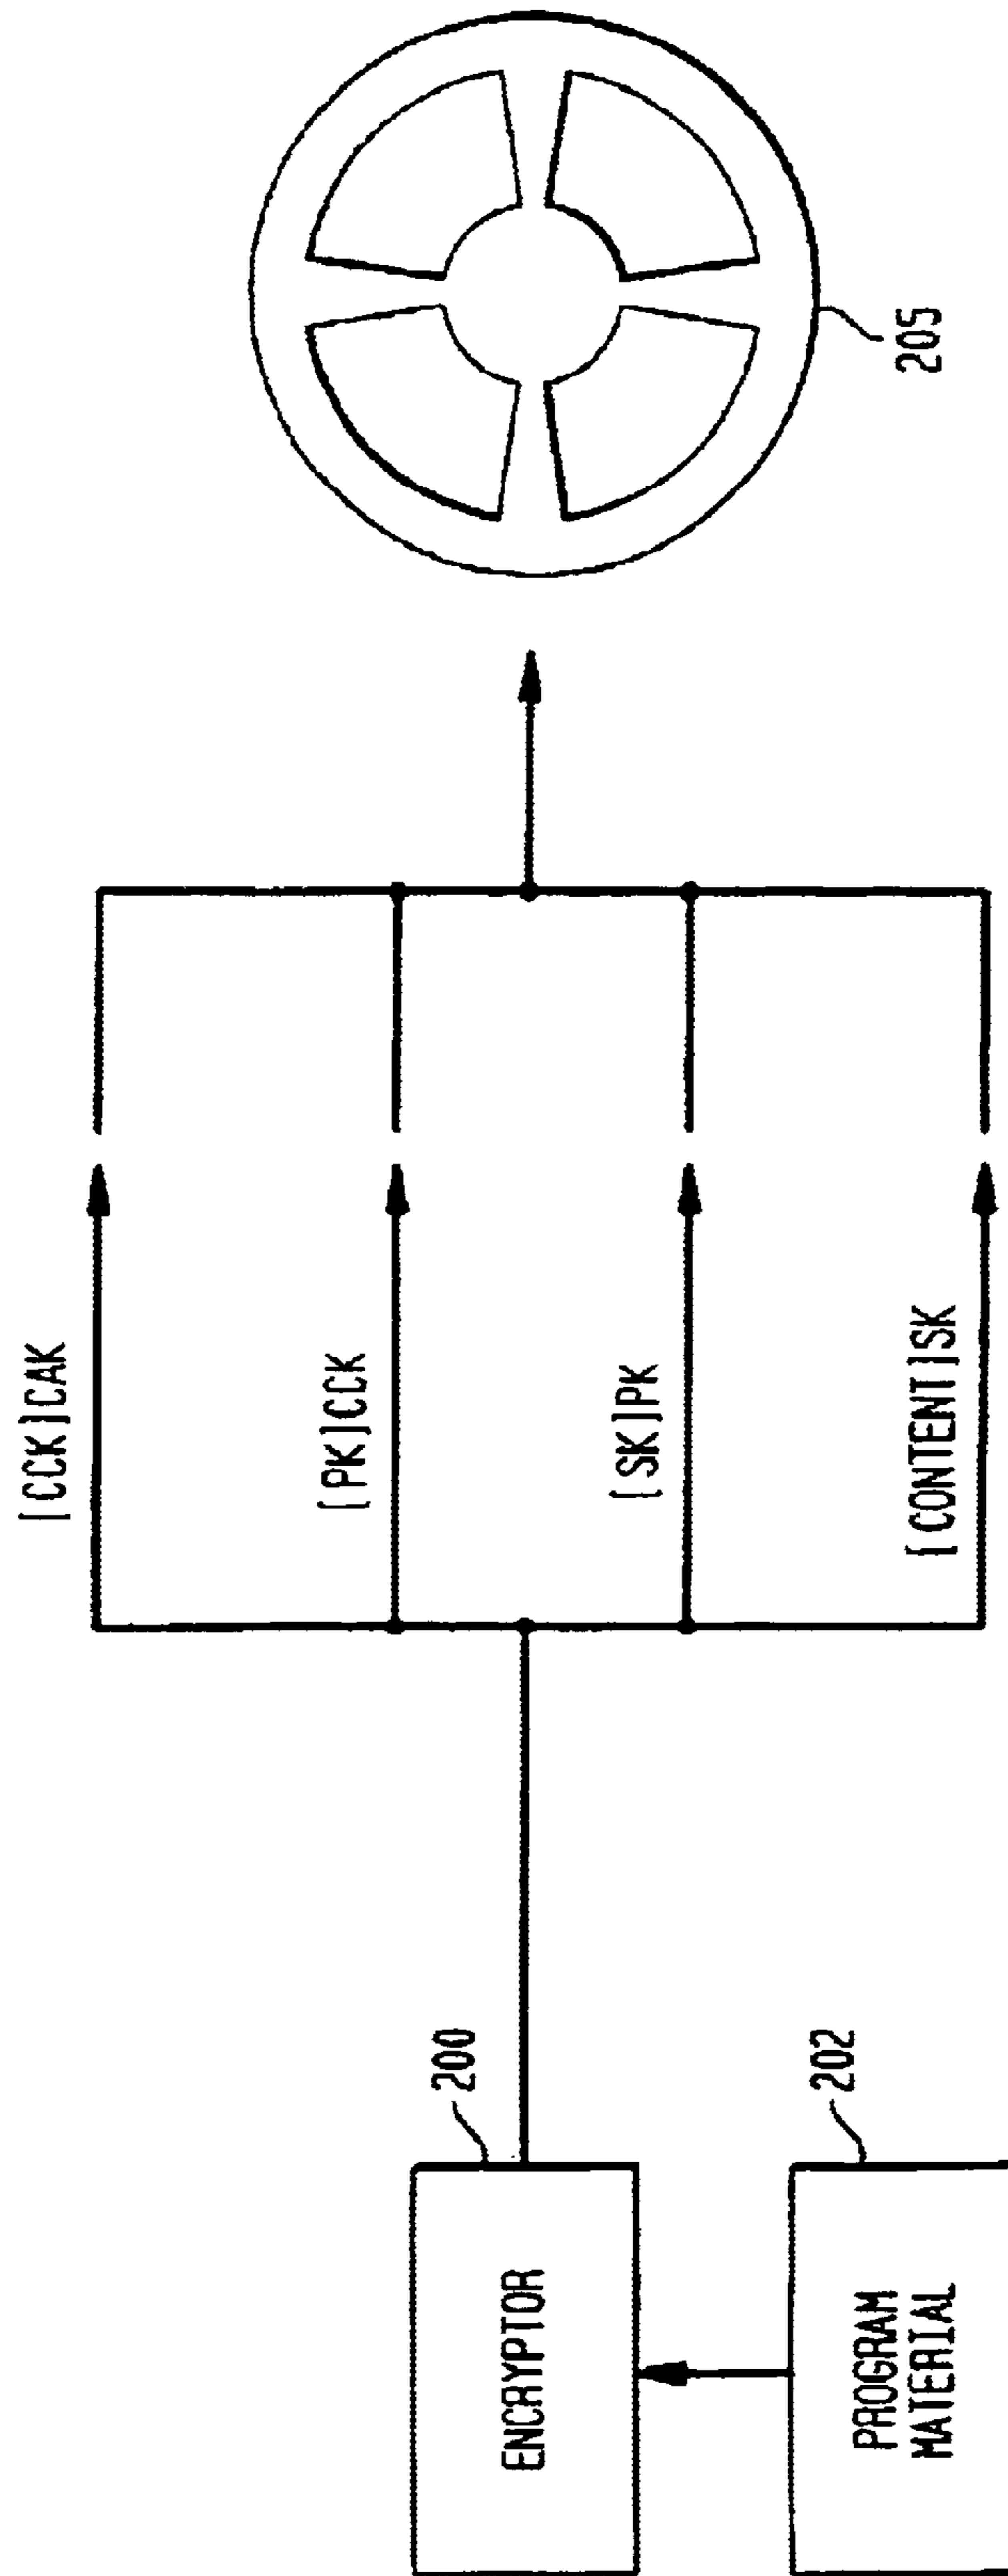 [CCK]CAK
[PK]CCK
[SK]PK
[CONTENT]SK
200
ENCRYPTOR
202
PROGRAM
MATERIAL
205